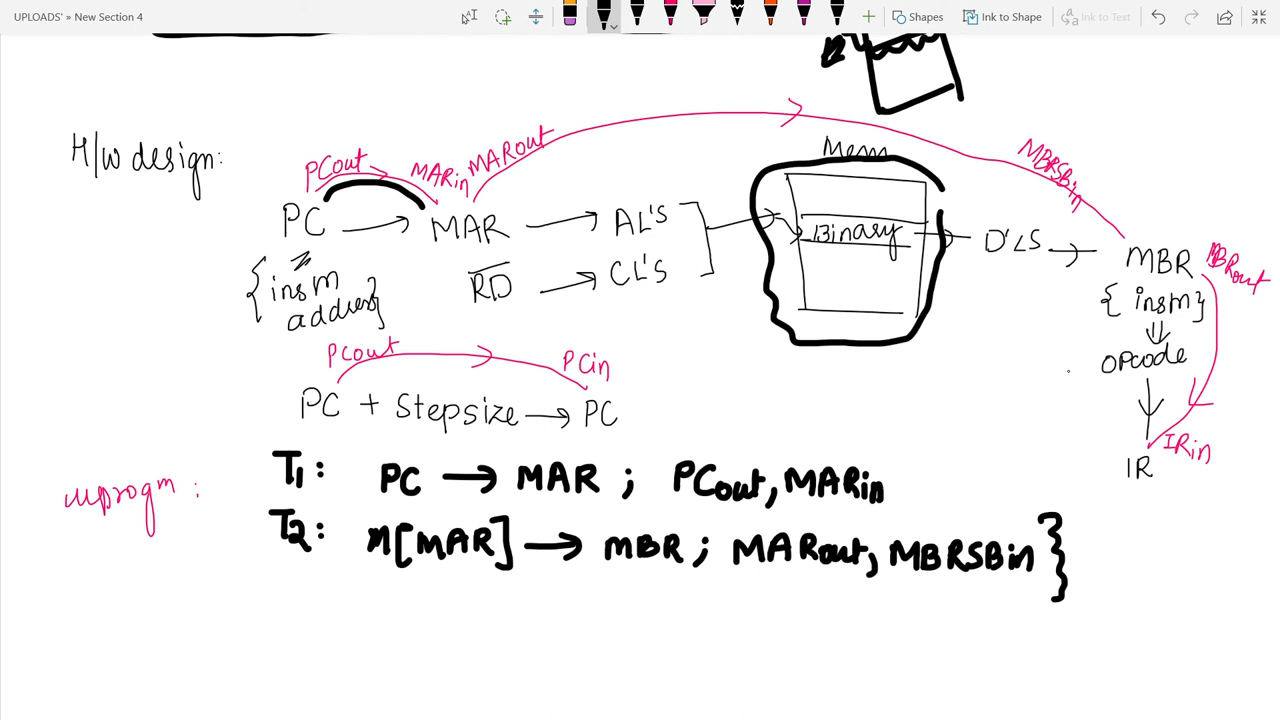 UPLOADS' » New Section 4
Shapes
Ink to Shape
Ink to Text
H/w design:
PCout
MARin
MARout
MBRSBin
Mem
PC → MAR → AL'S
Binary → D'LS → MBR
MBRout
{insm address}
RD → CL'S
{insm}
opcode
IRin
IR
PCout
PCin
PC + Stepsize → PC
μprogm :
T1: PC → MAR ; PCout, MARin
T2: M[MAR] → MBR ; MARout, MBRSBin }